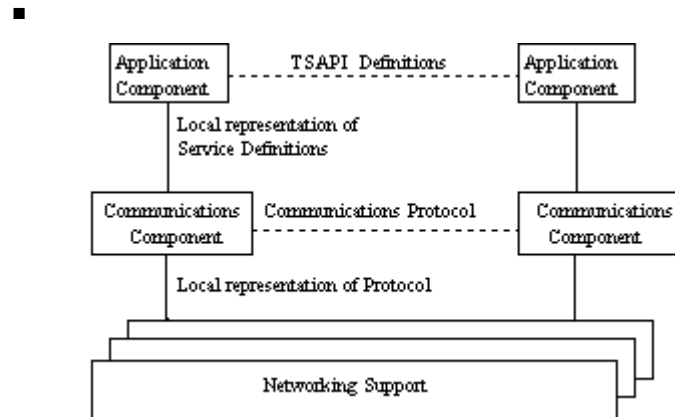 Application
Component
TSAPI Definitions
Application
Component
Local representation of
Service Definitions
Communications
Component
Communications Protocol
Communications
Component
Local representation of Protocol
Networking Support